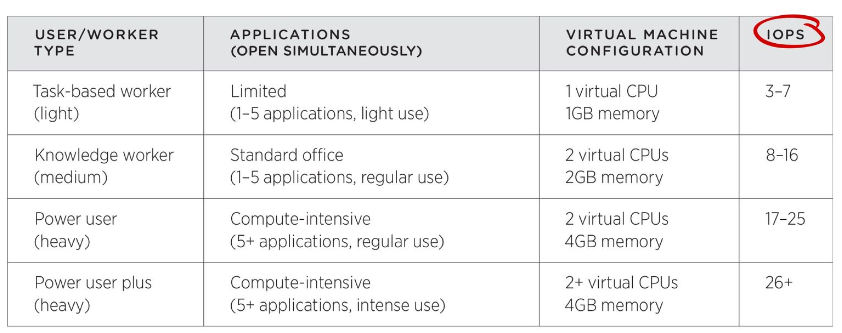 USER/WORKER TYPE
APPLICATIONS (OPEN SIMULTANEOUSLY)
VIRTUAL MACHINE CONFIGURATION
IOPS
Task-based worker (light)
Limited (1–5 applications, light use)
1 virtual CPU 1GB memory
3–7
Knowledge worker (medium)
Standard office (1–5 applications, regular use)
2 virtual CPUs 2GB memory
8–16
Power user (heavy)
Compute-intensive (5+ applications, regular use)
2 virtual CPUs 4GB memory
17–25
Power user plus (heavy)
Compute-intensive (5+ applications, intense use)
2+ virtual CPUs 4GB memory
26+